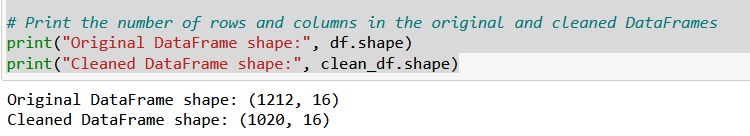 # Print the number of rows and columns in the original and cleaned DataFrames
print("Original DataFrame shape:", df.shape)
print("Cleaned DataFrame shape:", clean_df.shape)
Original DataFrame shape: (1212, 16)
Cleaned DataFrame shape: (1020, 16)